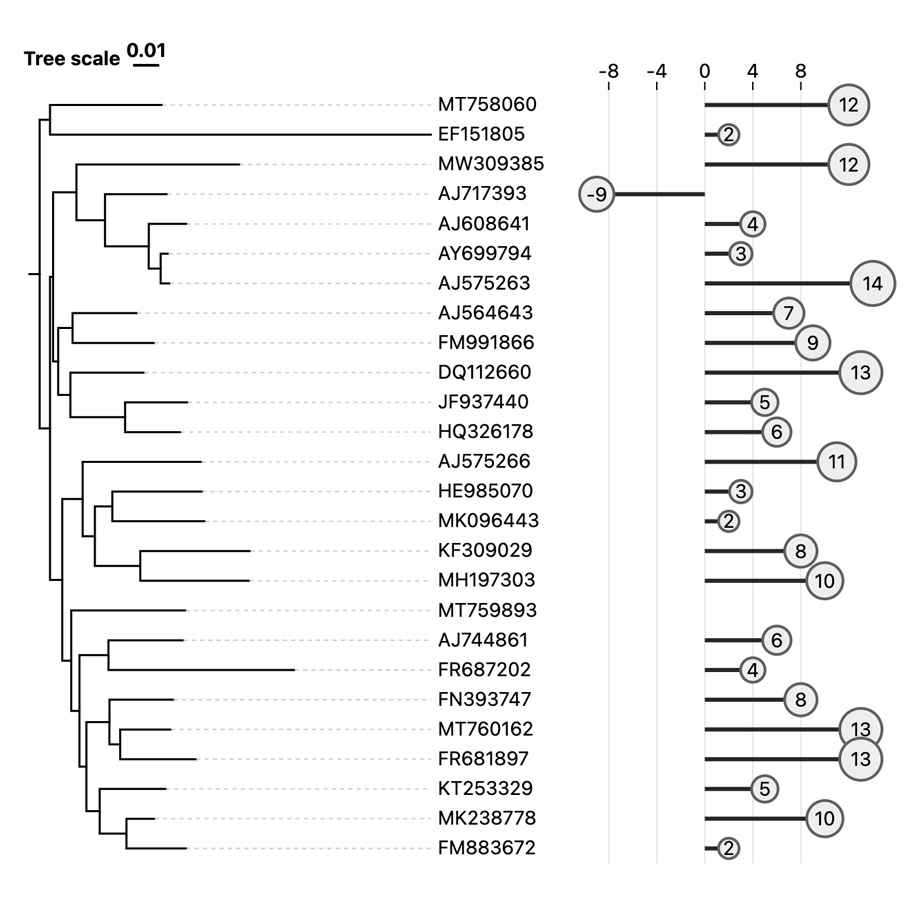 Tree scale 0.01
-8 -4 0 4 8
MT758060 12
EF151805 2
MW309385 12
AJ717393 -9
AJ608641 4
AY699794 3
AJ575263 14
AJ564643 7
FM991866 9
DQ112660 13
JF937440 5
HQ326178 6
AJ575266 11
HE985070 3
MK096443 2
KF309029 8
MH197303 10
MT759893
AJ744861 6
FR687202 4
FN393747 8
MT760162 13
FR681897 13
KT253329 5
MK238778 10
FM883672 2